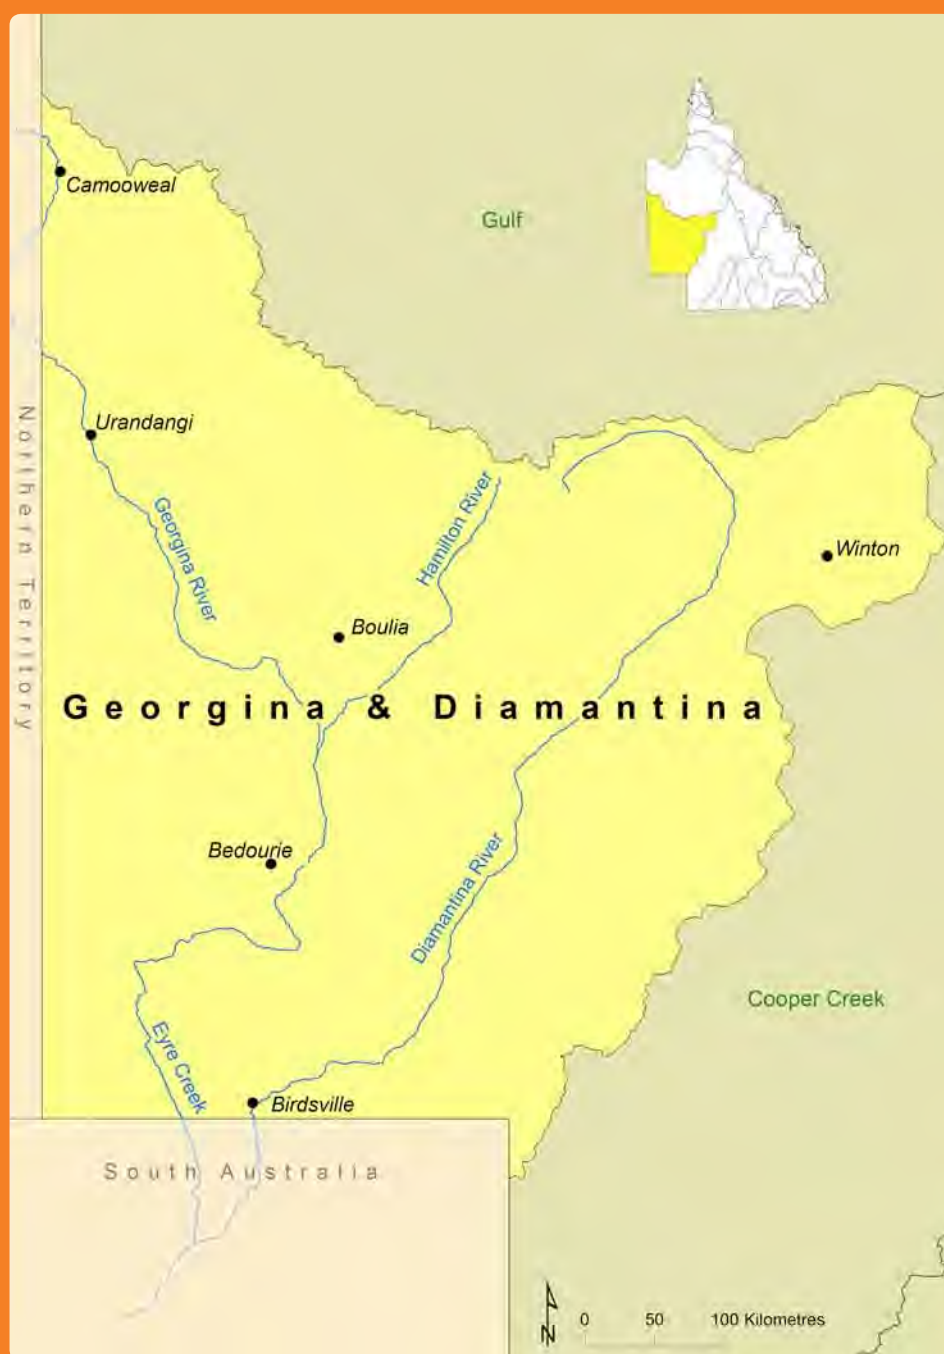 Camooweal
Gulf
Northern Territory
Urandangi
Georgina River
Hamilton River
Winton
Boulia
Georgina & Diamantina
Bedourie
Diamantina River
Cooper Creek
Eyre Creek
Birdsville
South Australia
N
0 50 100 Kilometres